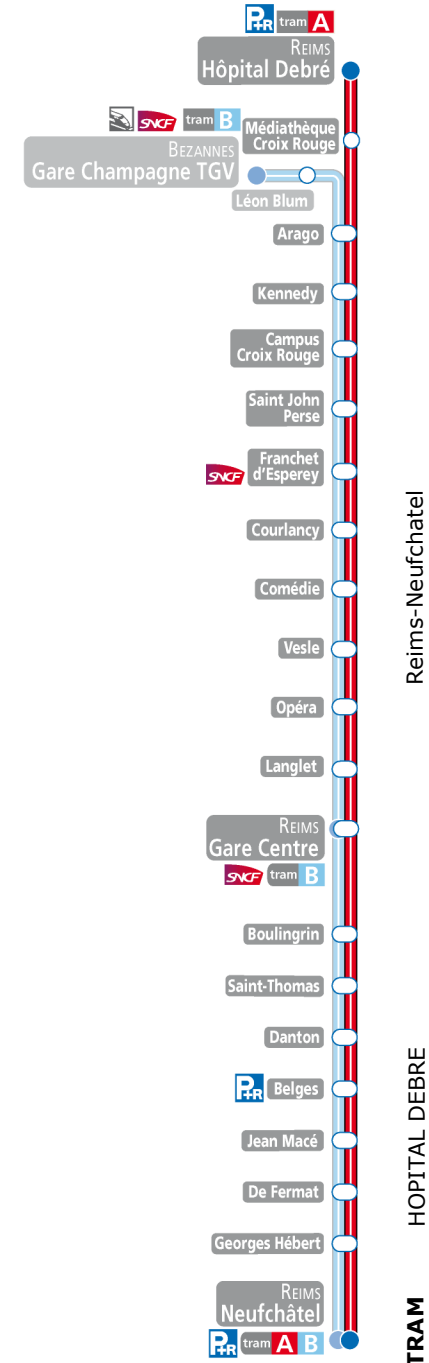 P+R tram A
REIMS
Hôpital Debré
SNCF tram B
Médiathèque
Croix Rouge
BEZANNES
Gare Champagne TGV
Léon Blum
Arago
Kennedy
Campus
Croix Rouge
Saint John
Perse
Franchet
d'Esperey
SNCF
Courlancy
Comédie
Vesle
Opéra
Langlet
REIMS
Gare Centre
SNCF tram B
Boulingrin
Saint-Thomas
Danton
P+R Belges
Jean Macé
De Fermat
Georges Hébert
REIMS
Neufchâtel
P+R tram A B
TRAM HOPITAL DEBRE Reims-Neufchatel